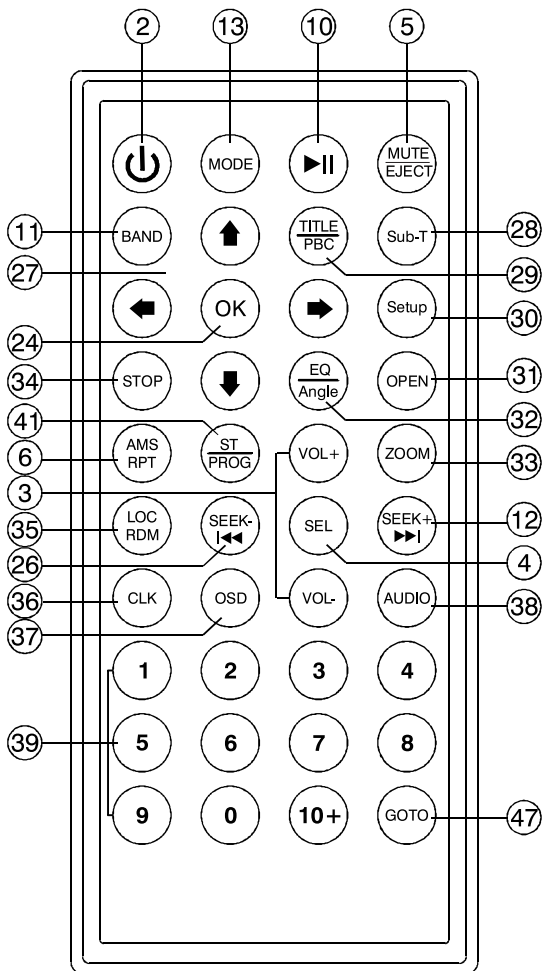 2 13 10 5
MODE MUTE
EJECT
11 BAND TITLE
PBC Sub-T 28
27 29
OK Setup 30
24
34 STOP EQ
Angle OPEN 31
41 32
6 AMS
RPT ST
PROG VOL+ ZOOM 33
3
35 LOC
RDM SEEK- SEL SEEK+ 12
26 4
36 CLK OSD VOL- AUDIO 38
37
1 2 3 4
39 5 6 7 8
9 0 10+ GOTO 47